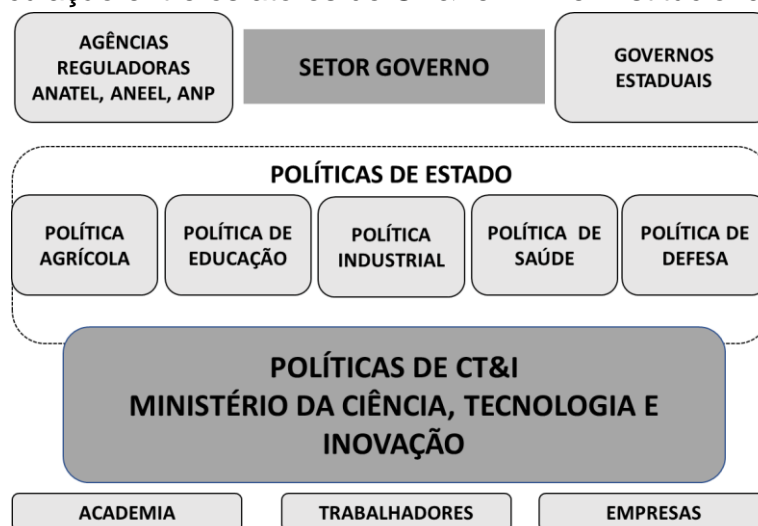 AGÊNCIAS
REGULADORAS
ANATEL, ANEEL, ANP
SETOR GOVERNO
GOVERNOS
ESTADUAIS
POLÍTICAS DE ESTADO
POLÍTICA
AGRÍCOLA
POLÍTICA DE
EDUCAÇÃO
POLÍTICA
INDUSTRIAL
POLÍTICA DE
SAÚDE
POLÍTICA DE
DEFESA
POLÍTICAS DE CT&I
MINISTÉRIO DA CIÊNCIA, TECNOLOGIA E
INOVAÇÃO
ACADEMIA
TRABALHADORES
EMPRESAS